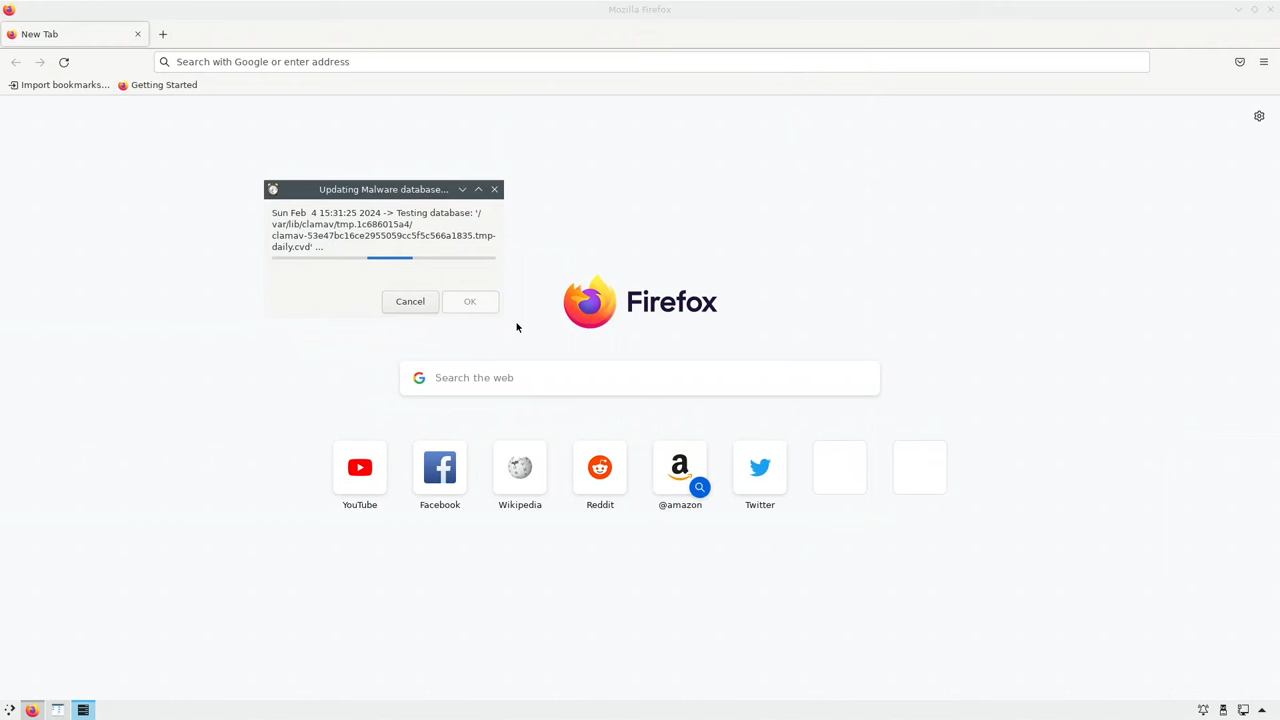 Mozilla Firefox
New Tab
Search with Google or enter address
Import bookmarks...
Getting Started
Updating Malware database...
Sun Feb  4 15:31:25 2024 -> Testing database: '/
var/lib/clamav/tmp.1c686015a4/
clamav-53e47bc16ce2955059cc5f5c566a1835.tmp-
daily.cvd' ...
Cancel
OK
Firefox
Search the web
YouTube
Facebook
Wikipedia
Reddit
@amazon
Twitter